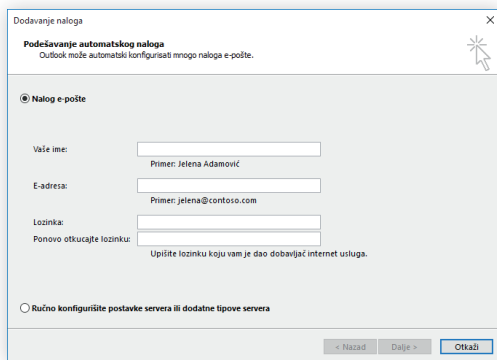 Dodavanje naloga
Podešavanje automatskog naloga
Outlook može automatski konfigurisati mnogo naloga e-pošte.
Nalog e-pošte
Vaše ime:
Primer: Jelena Adamović
E-adresa:
Primer: jelena@contoso.com
Lozinka:
Ponovo otkucajte lozinku:
Upišite lozinku koju vam je dao dobavljač internet usluga.
Ručno konfigurišite postavke servera ili dodatne tipove servera
< Nazad Dalje > Otkaži